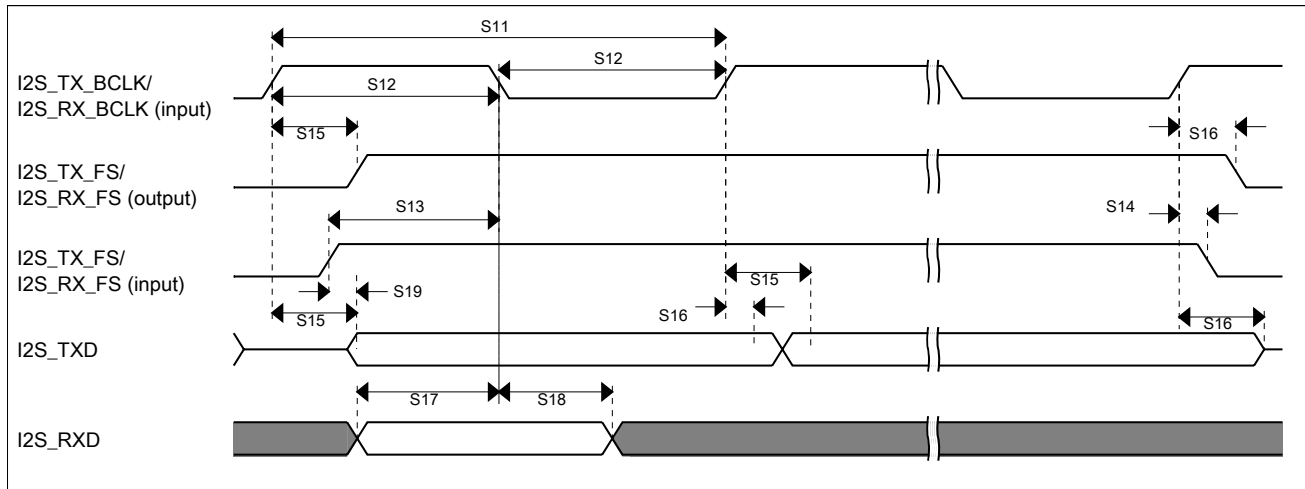 S11
I2S_TX_BCLK/
I2S_RX_BCLK (input)
S12
S12
S15
S16
I2S_TX_FS/
I2S_RX_FS (output)
S13
S14
I2S_TX_FS/
I2S_RX_FS (input)
S15
S19
S15
S16
S16
I2S_TXD
S17
S18
I2S_RXD